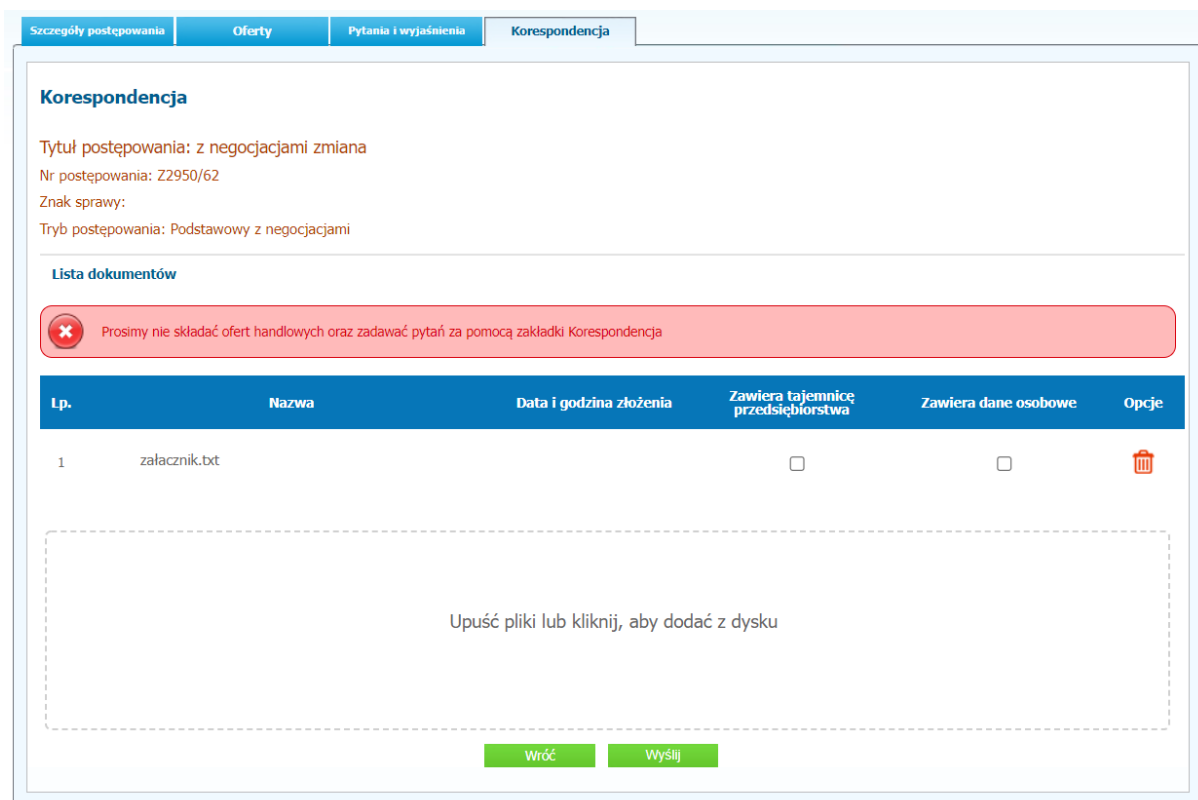 Szczegóły postępowania Oferty Pytania i wyjaśnienia Korespondencja
Korespondencja
Tytuł postępowania: z negocjacjami zmiana
Nr postępowania: Z2950/62
Znak sprawy:
Tryb postępowania: Podstawowy z negocjacjami
Lista dokumentów
Prosimy nie składać ofert handlowych oraz zadawać pytań za pomocą zakładki Korespondencja
Lp. Nazwa Data i godzina złożenia Zawiera tajemnicę przedsiębiorstwa Zawiera dane osobowe Opcje
1 załacznik.txt
Upuść pliki lub kliknij, aby dodać z dysku
Wróć Wyślij